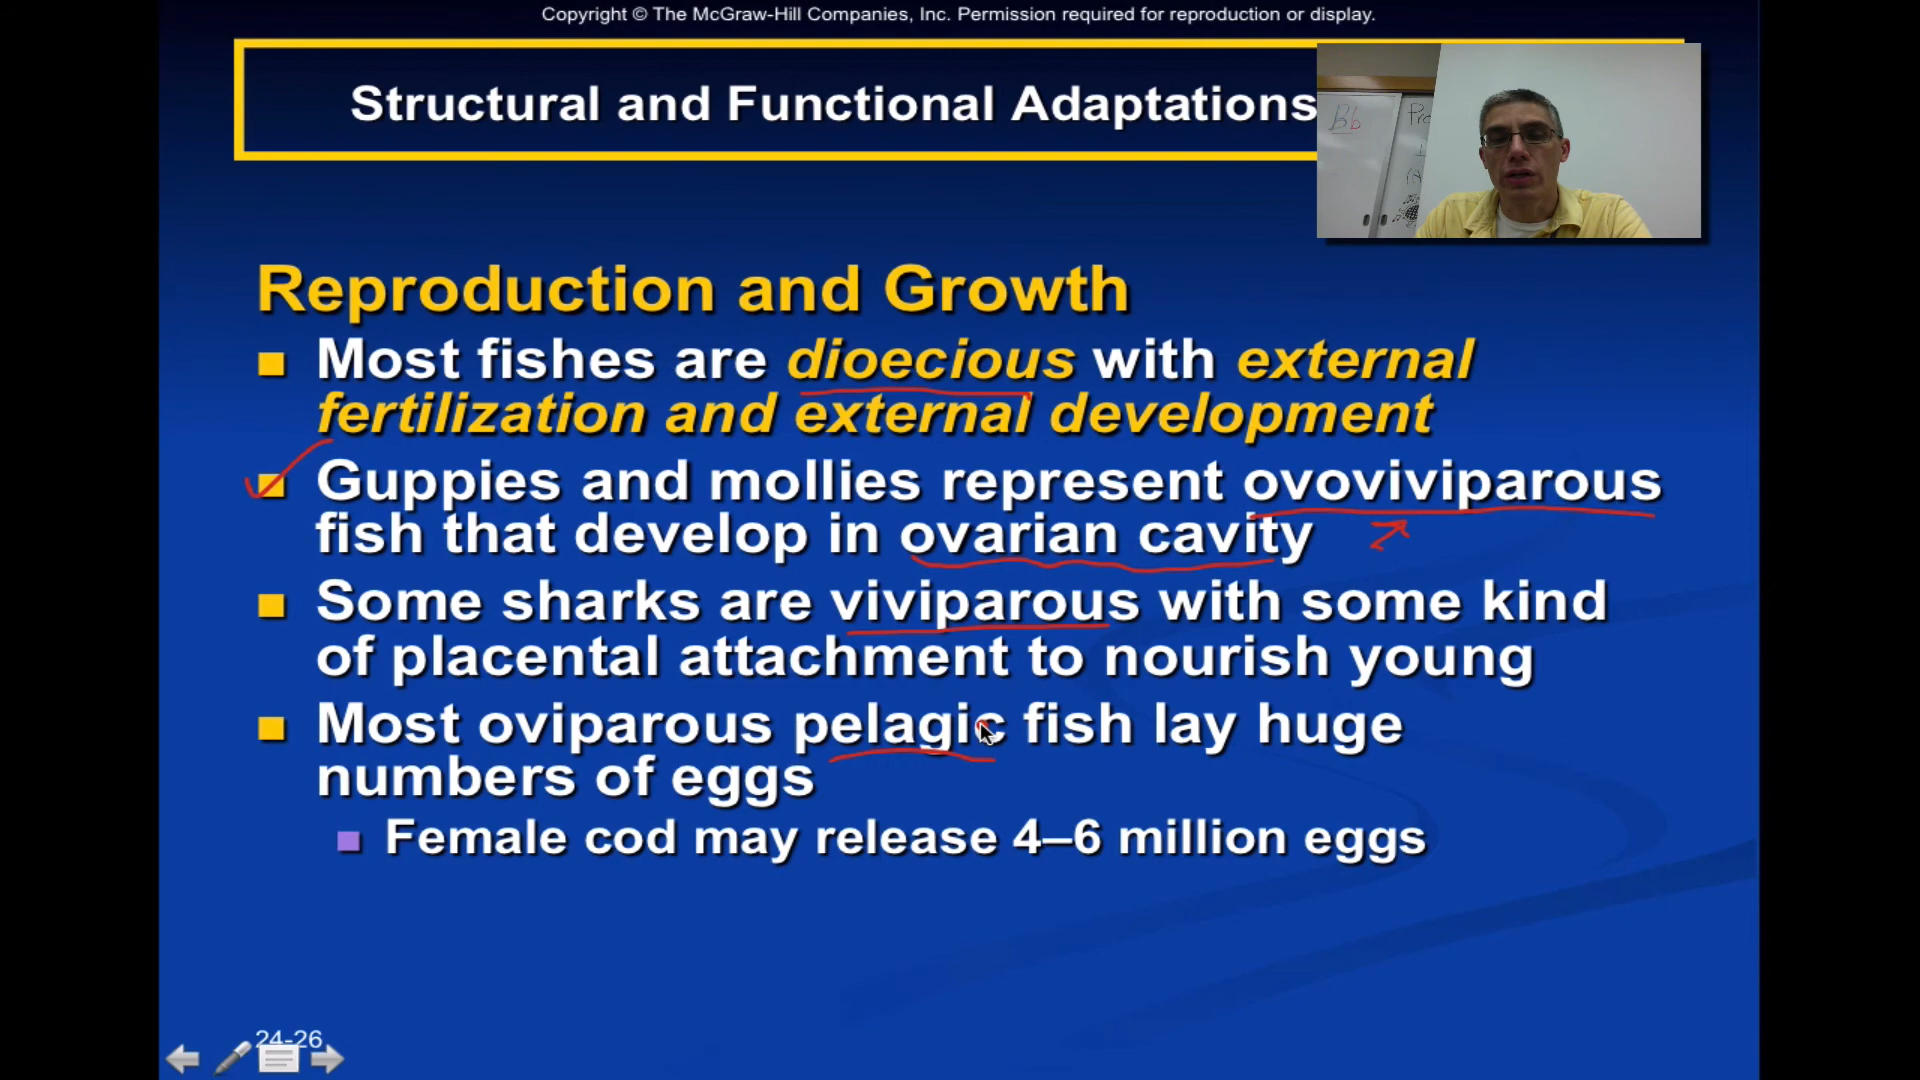 Copyright © The McGraw-Hill Companies, Inc. Permission required for reproduction or display.
Structural and Functional Adaptations
Bb
Reproduction and Growth
Most fishes are dioecious with external
fertilization and external development
Guppies and mollies represent ovoviviparous
fish that develop in ovarian cavity
Some sharks are viviparous with some kind
of placental attachment to nourish young
Most oviparous pelagic fish lay huge
numbers of eggs
Female cod may release 4–6 million eggs
24-26